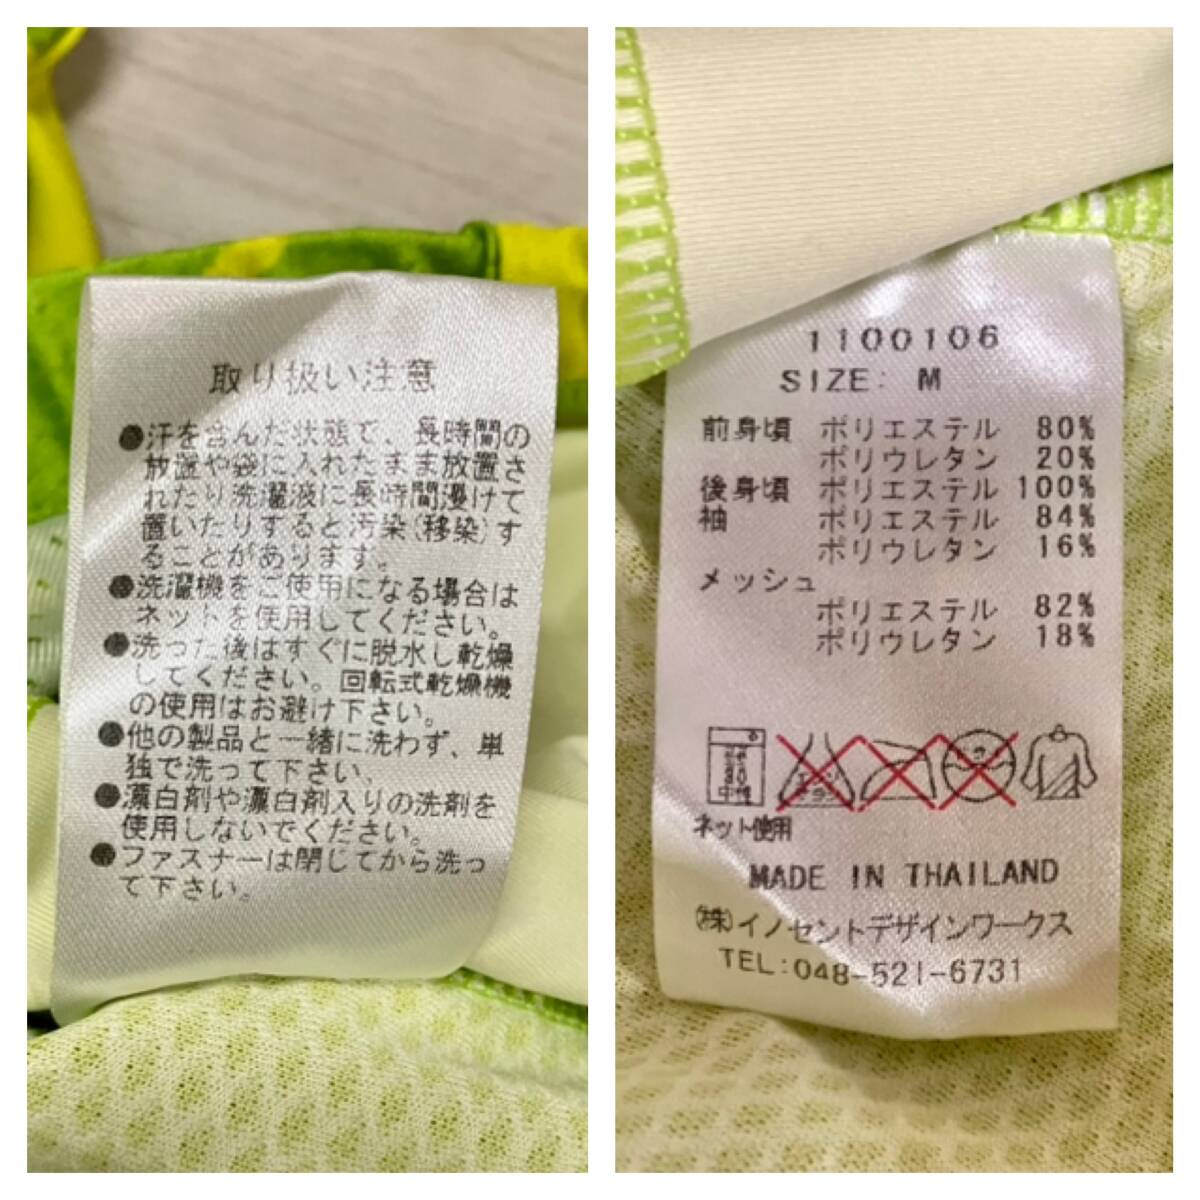 取り扱い注意
●汗を含んだ状態で、長時間の
放置や袋に入れたまま放置さ
れたり洗濯液に長時間浸けて
置いたりすると汚染(移染)す
ることがあります。
●洗濯機をご使用になる場合は
ネットを使用してください。
●洗った後はすぐに脱水し乾燥
してください。回転式乾燥機
の使用はお避け下さい。
●他の製品と一緒に洗わず、単
独で洗って下さい。
●漂白剤や漂白剤入りの洗剤を
使用しないでください。
●ファスナーは閉じてから洗っ
て下さい。
1100106
SIZE: M
前身頃 ポリエステル 80%
ポリウレタン 20%
後身頃 ポリエステル 100%
袖 ポリエステル 84%
ポリウレタン 16%
メッシュ
ポリエステル 82%
ポリウレタン 18%
中性
エンソ
サラシ
ネット使用
MADE IN THAILAND
(株)イノセントデザインワークス
TEL:048-521-6731